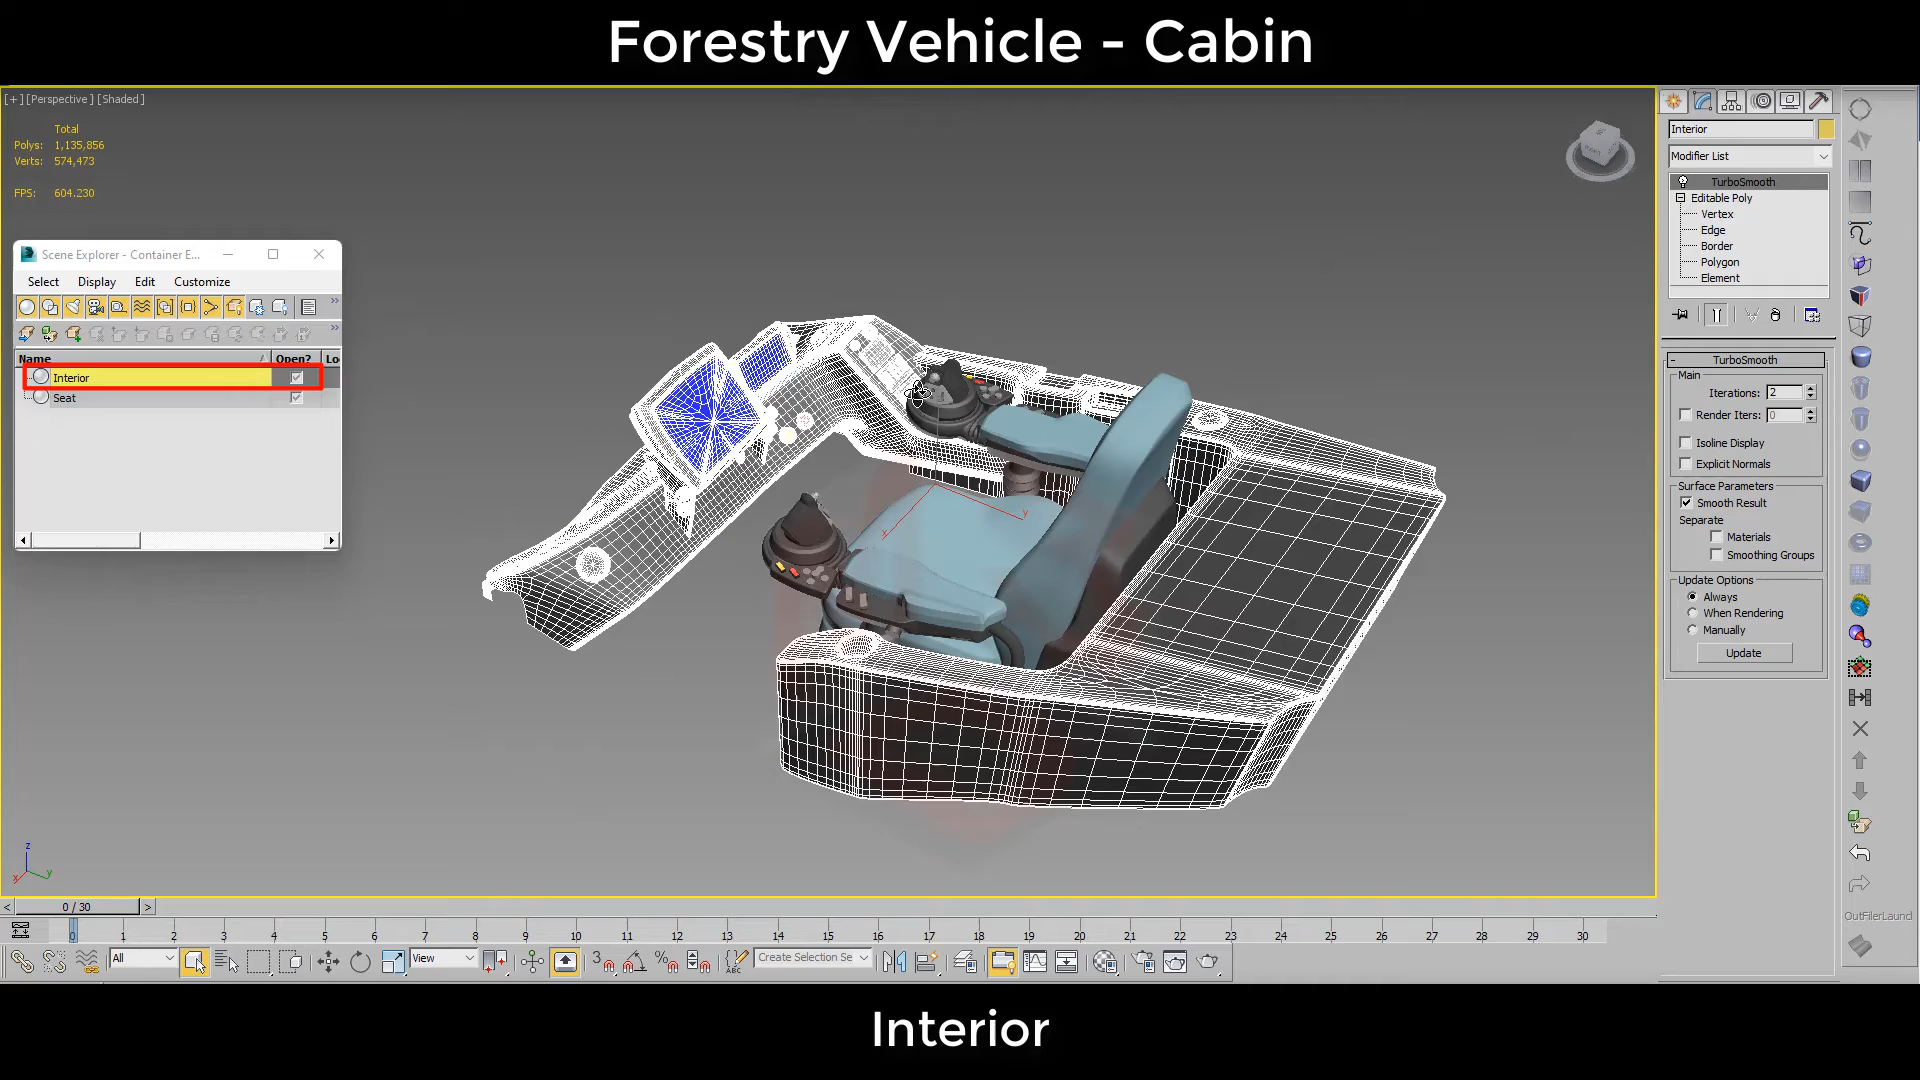 Forestry Vehicle - Cabin
[+] [Perspective] [Shaded]
Total
Polys: 1,135,856
Verts: 574,473
FPS: 604.230
Scene Explorer - Container E...
Select Display Edit Customize
Name Open? Lo
Interior
Seat
Interior
Modifier List
TurboSmooth
Editable Poly
Vertex
Edge
Border
Polygon
Element
- TurboSmooth
Main
Iterations: 2
Render Iters: 0
Isoline Display
Explicit Normals
Surface Parameters
Smooth Result
Separate
Materials
Smoothing Groups
Update Options
Always
When Rendering
Manually
Update
OutFilerLaund
x
y
z
x
y
< 0 / 30 >
0 1 2 3 4 5 6 7 8 9 10 11 12 13 14 15 16 17 18 19 20 21 22 23 24 25 26 27 28 29 30
All
View
3
%
ABC
Create Selection Se
Interior